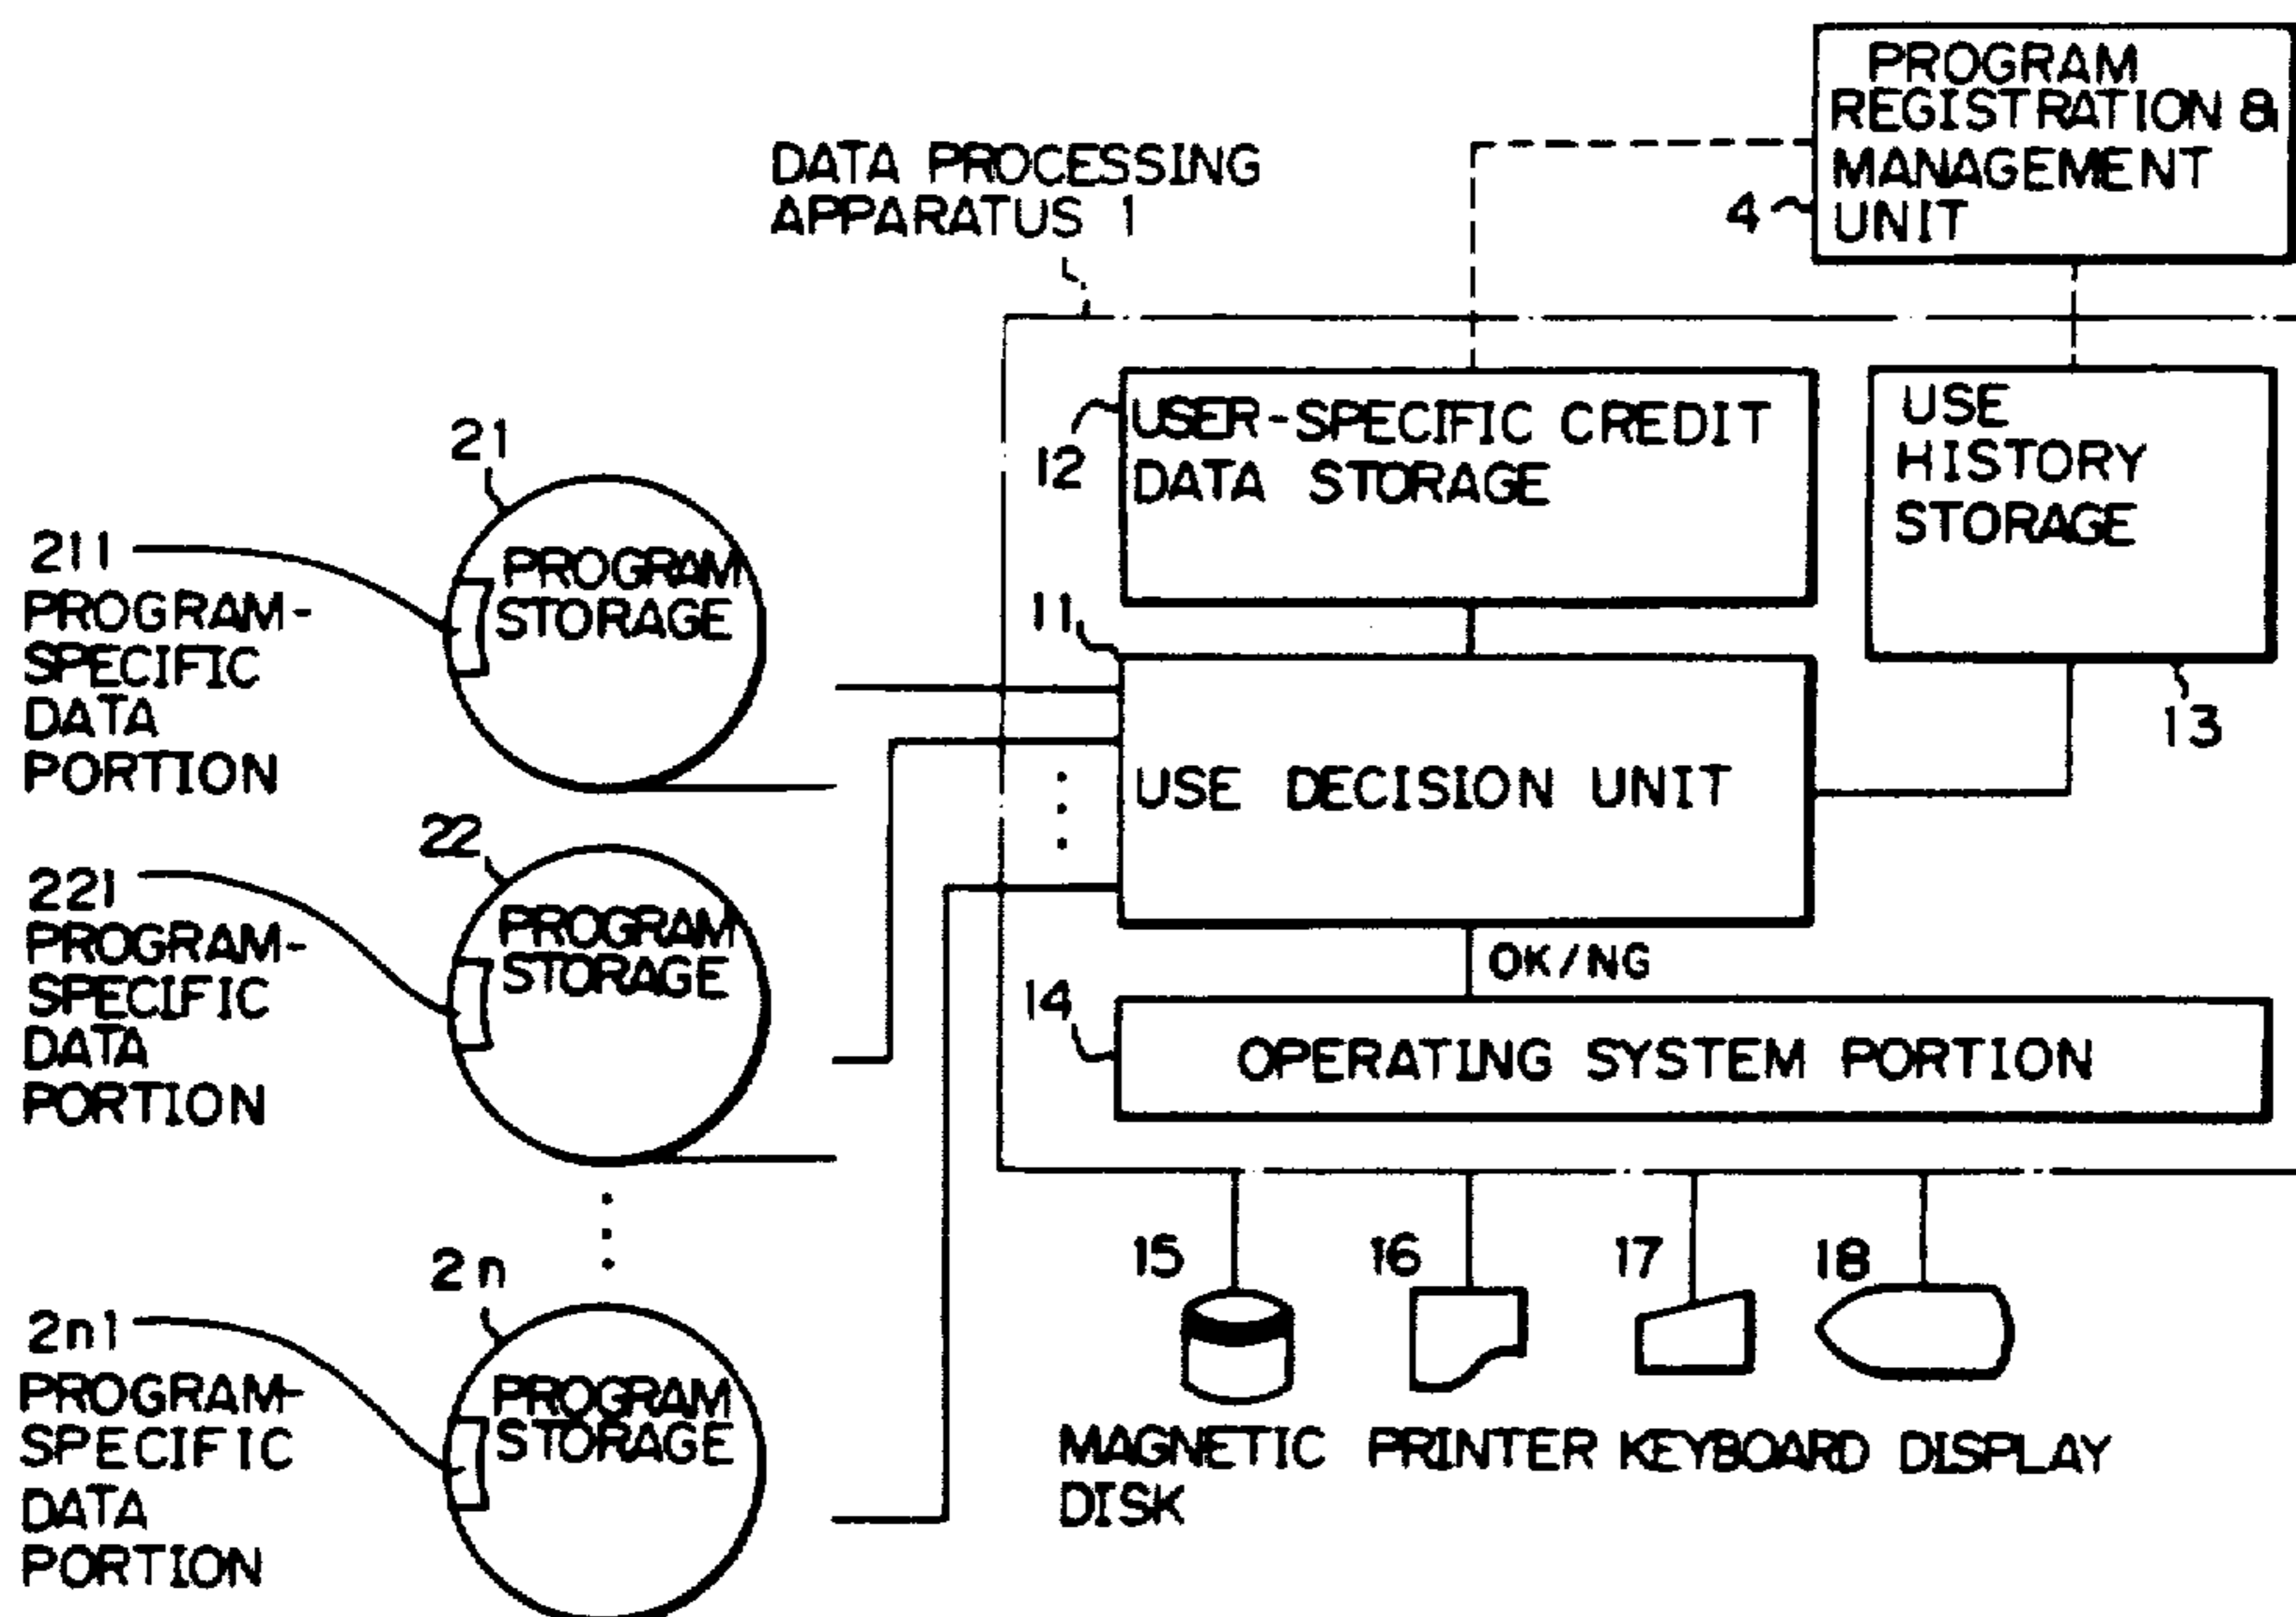 PROGRAM
REGISTRATION &
MANAGEMENT
UNIT
4
DATA PROCESSING
APPARATUS 1
USER-SPECIFIC CREDIT
DATA STORAGE
12
USE
HISTORY
STORAGE
13
21
PROGRAM
STORAGE
211
PROGRAM-
SPECIFIC
DATA
PORTION
11
USE DECISION UNIT
OK/NG
22
PROGRAM
STORAGE
221
PROGRAM-
SPECIFIC
DATA
PORTION
14
OPERATING SYSTEM PORTION
2n
PROGRAM
STORAGE
2n1
PROGRAM-
SPECIFIC
DATA
PORTION
15
16
17
18
MAGNETIC
DISK
PRINTER
KEYBOARD
DISPLAY